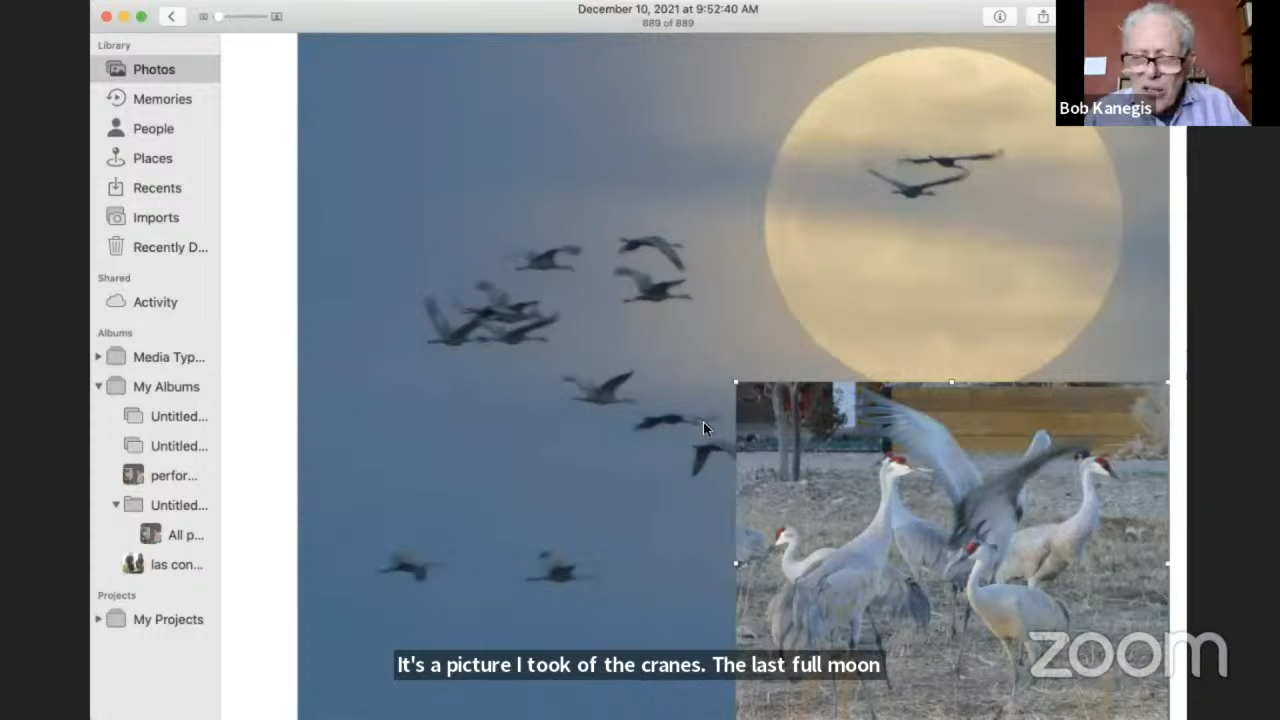 December 10, 2021 at 9:52:40 AM
889 of 889
Library
Photos
Memories
People
Places
Recents
Imports
Recently D...
Shared
Activity
Albums
Media Typ...
My Albums
Untitled...
Untitled...
perfor...
Untitled...
All p...
las con...
Projects
My Projects
Bob Kanegis
It's a picture I took of the cranes. The last full moon
zoom